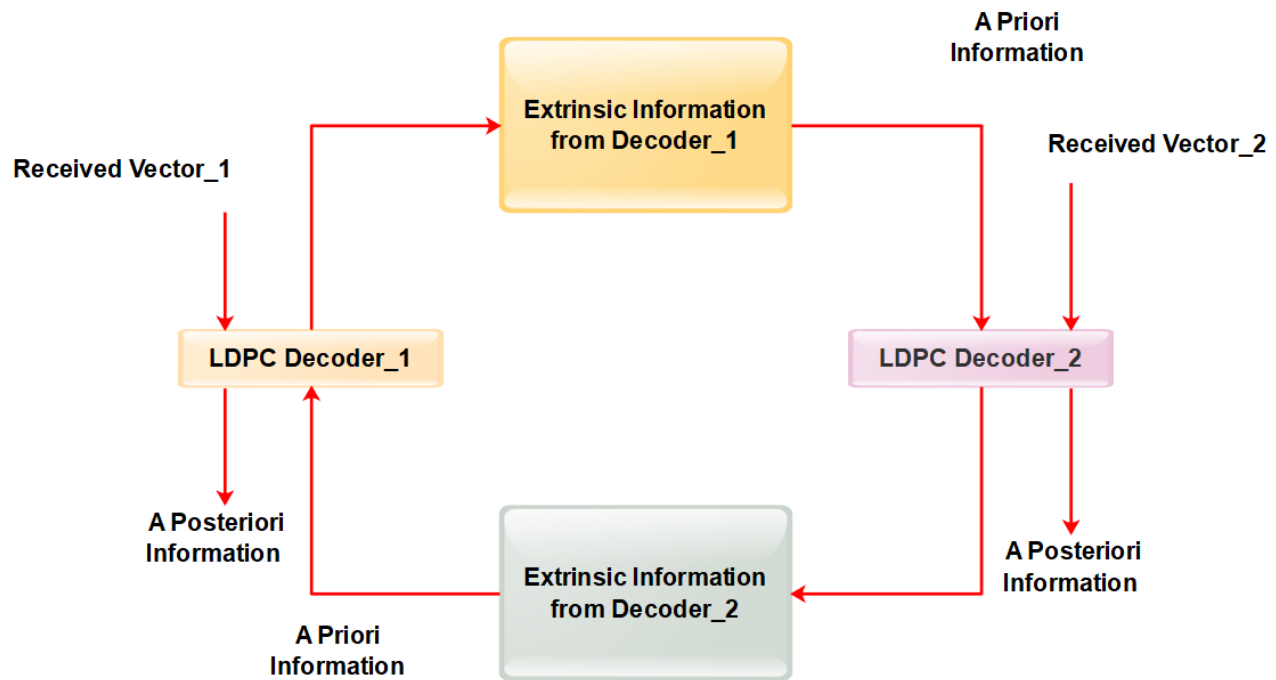 A Priori
Information
Extrinsic Information
from Decoder_1
Received Vector_1
Received Vector_2
LDPC Decoder_1
LDPC Decoder_2
A Posteriori
Information
A Posteriori
Information
Extrinsic Information
from Decoder_2
A Priori
Information